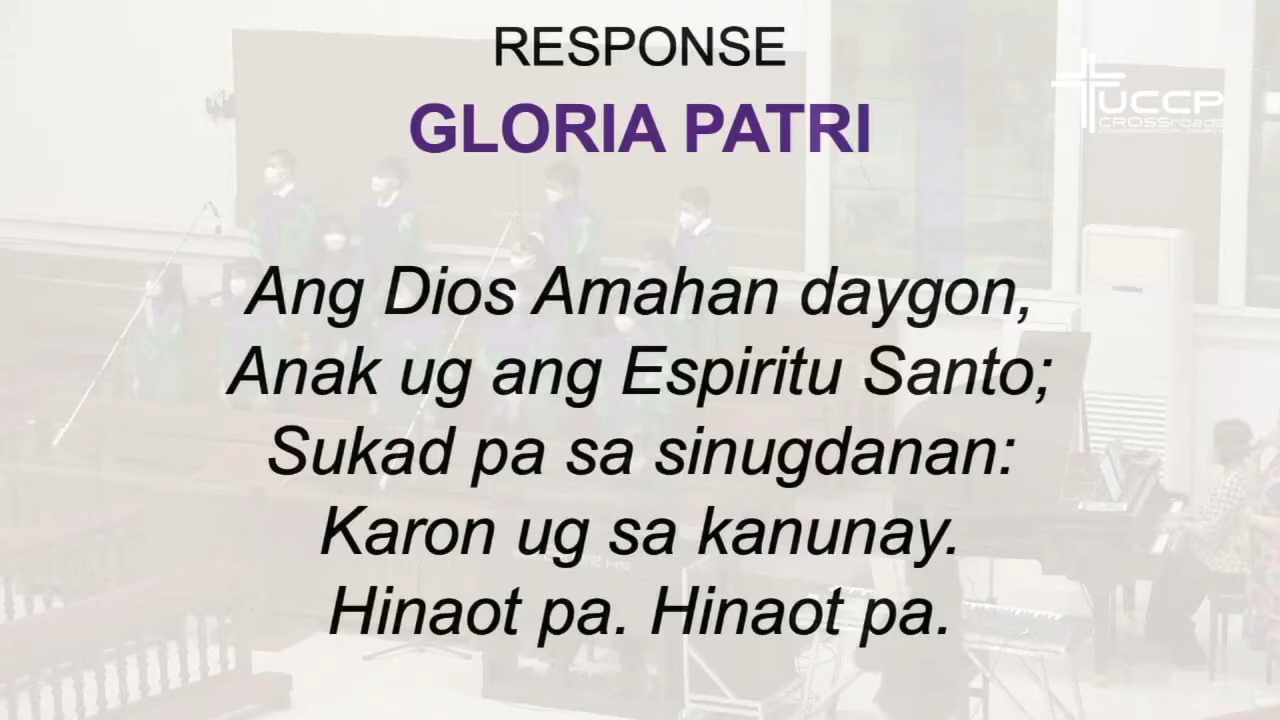 RESPONSE
GLORIA PATRI
UCCP
CROSSroads
Ang Dios Amahan daygon,
Anak ug ang Espiritu Santo;
Sukad pa sa sinugdanan:
Karon ug sa kanunay.
Hinaot pa. Hinaot pa.